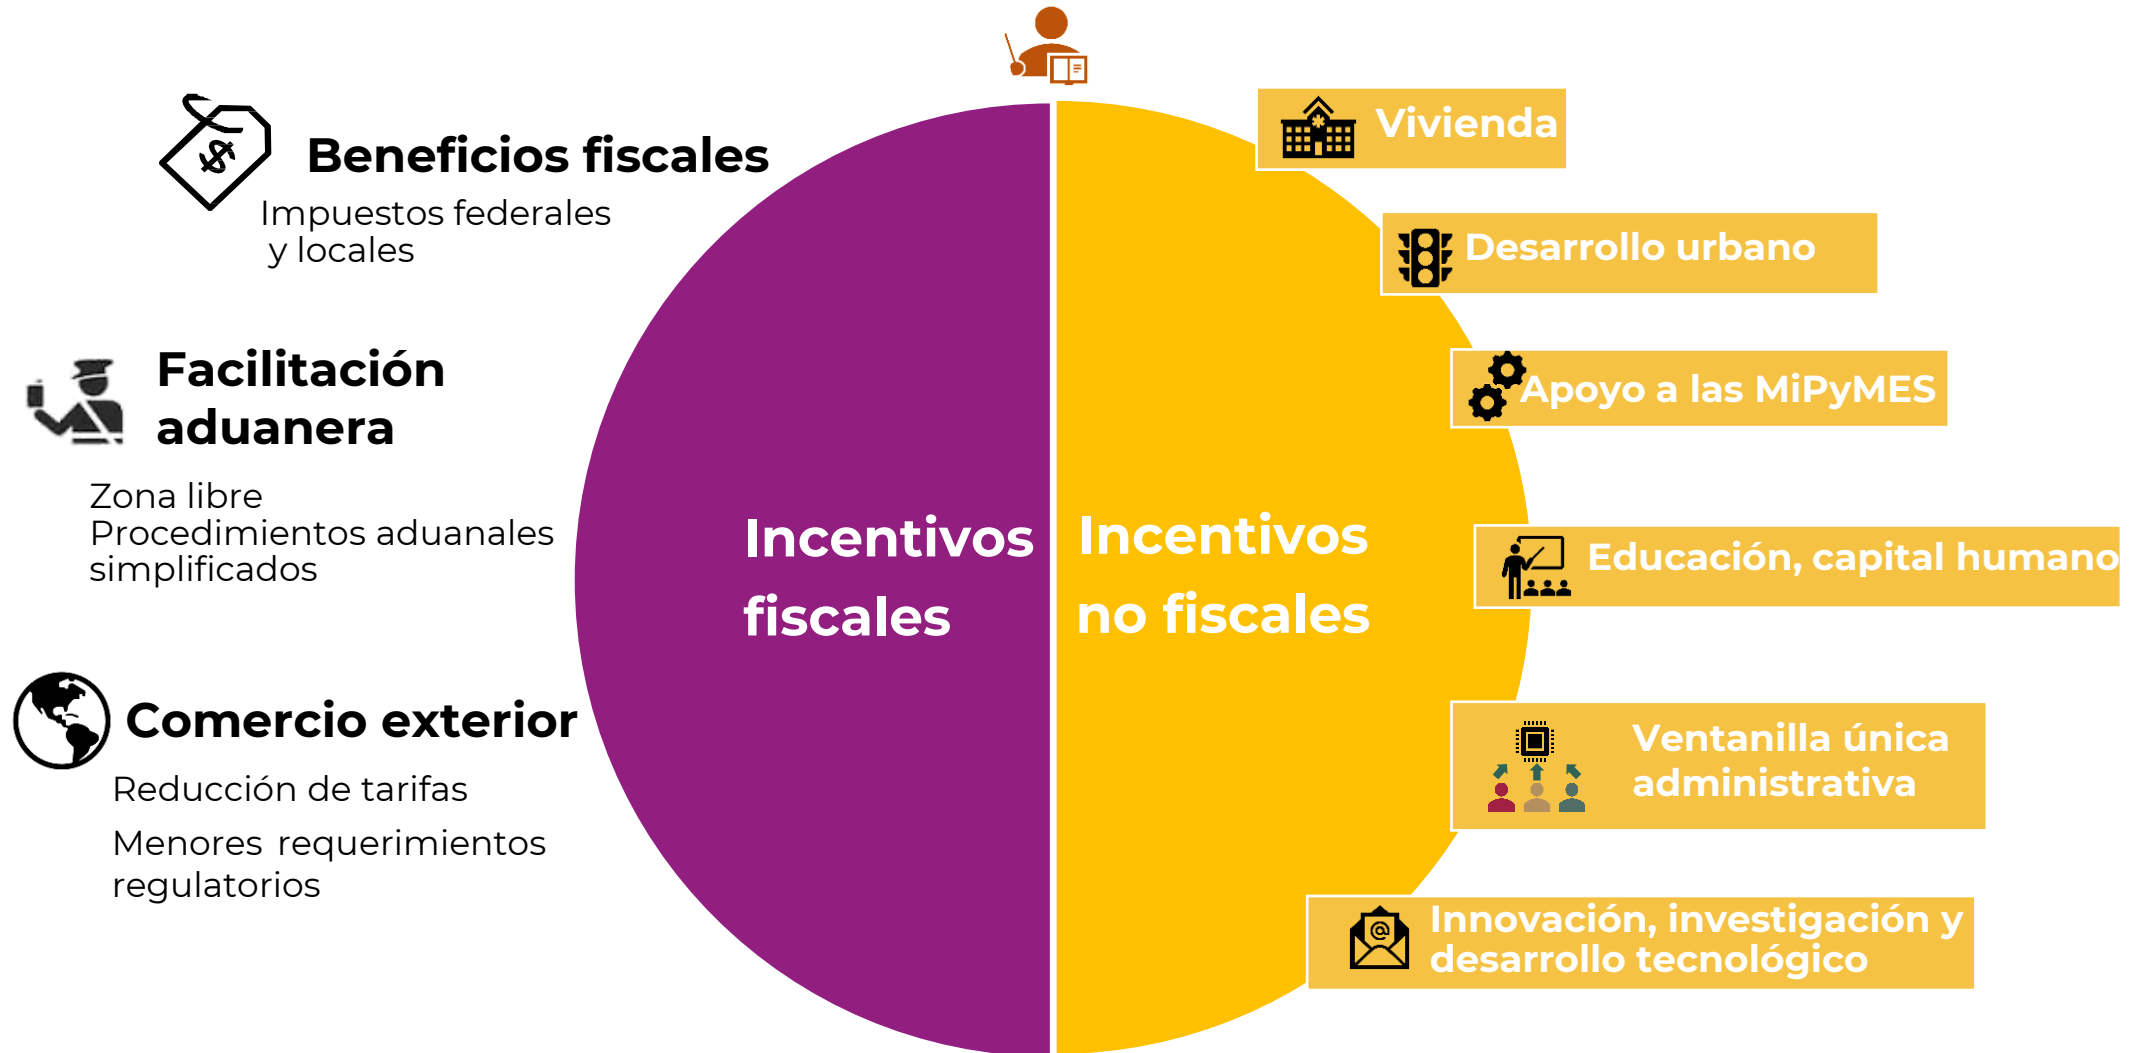 Beneficios fiscales
Impuestos federales
y locales
Facilitación
aduanera
Zona libre
Procedimientos aduanales
simplificados
Comercio exterior
Reducción de tarifas
Menores requerimientos
regulatorios
Incentivos
fiscales
Incentivos
no fiscales
Vivienda
Desarrollo urbano
Apoyo a las MiPyMES
Educación, capital humano
Ventanilla única
administrativa
Innovación, investigación y
desarrollo tecnológico